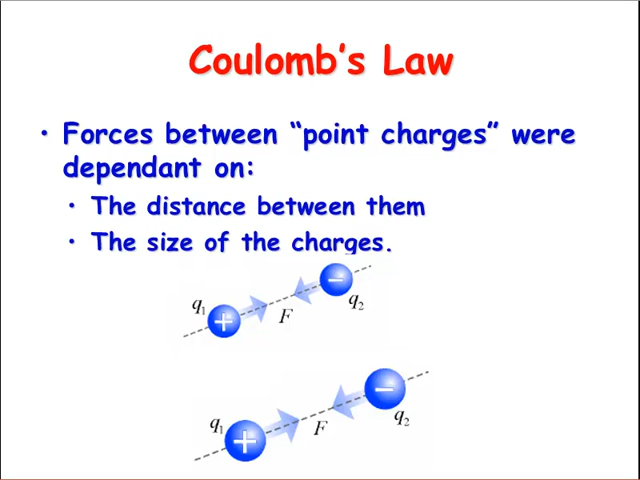 Coulomb's Law
• Forces between “point charges” were
dependant on:
• The distance between them
• The size of the charges.
q₁ + F − q₂
q₁ + F − q₂